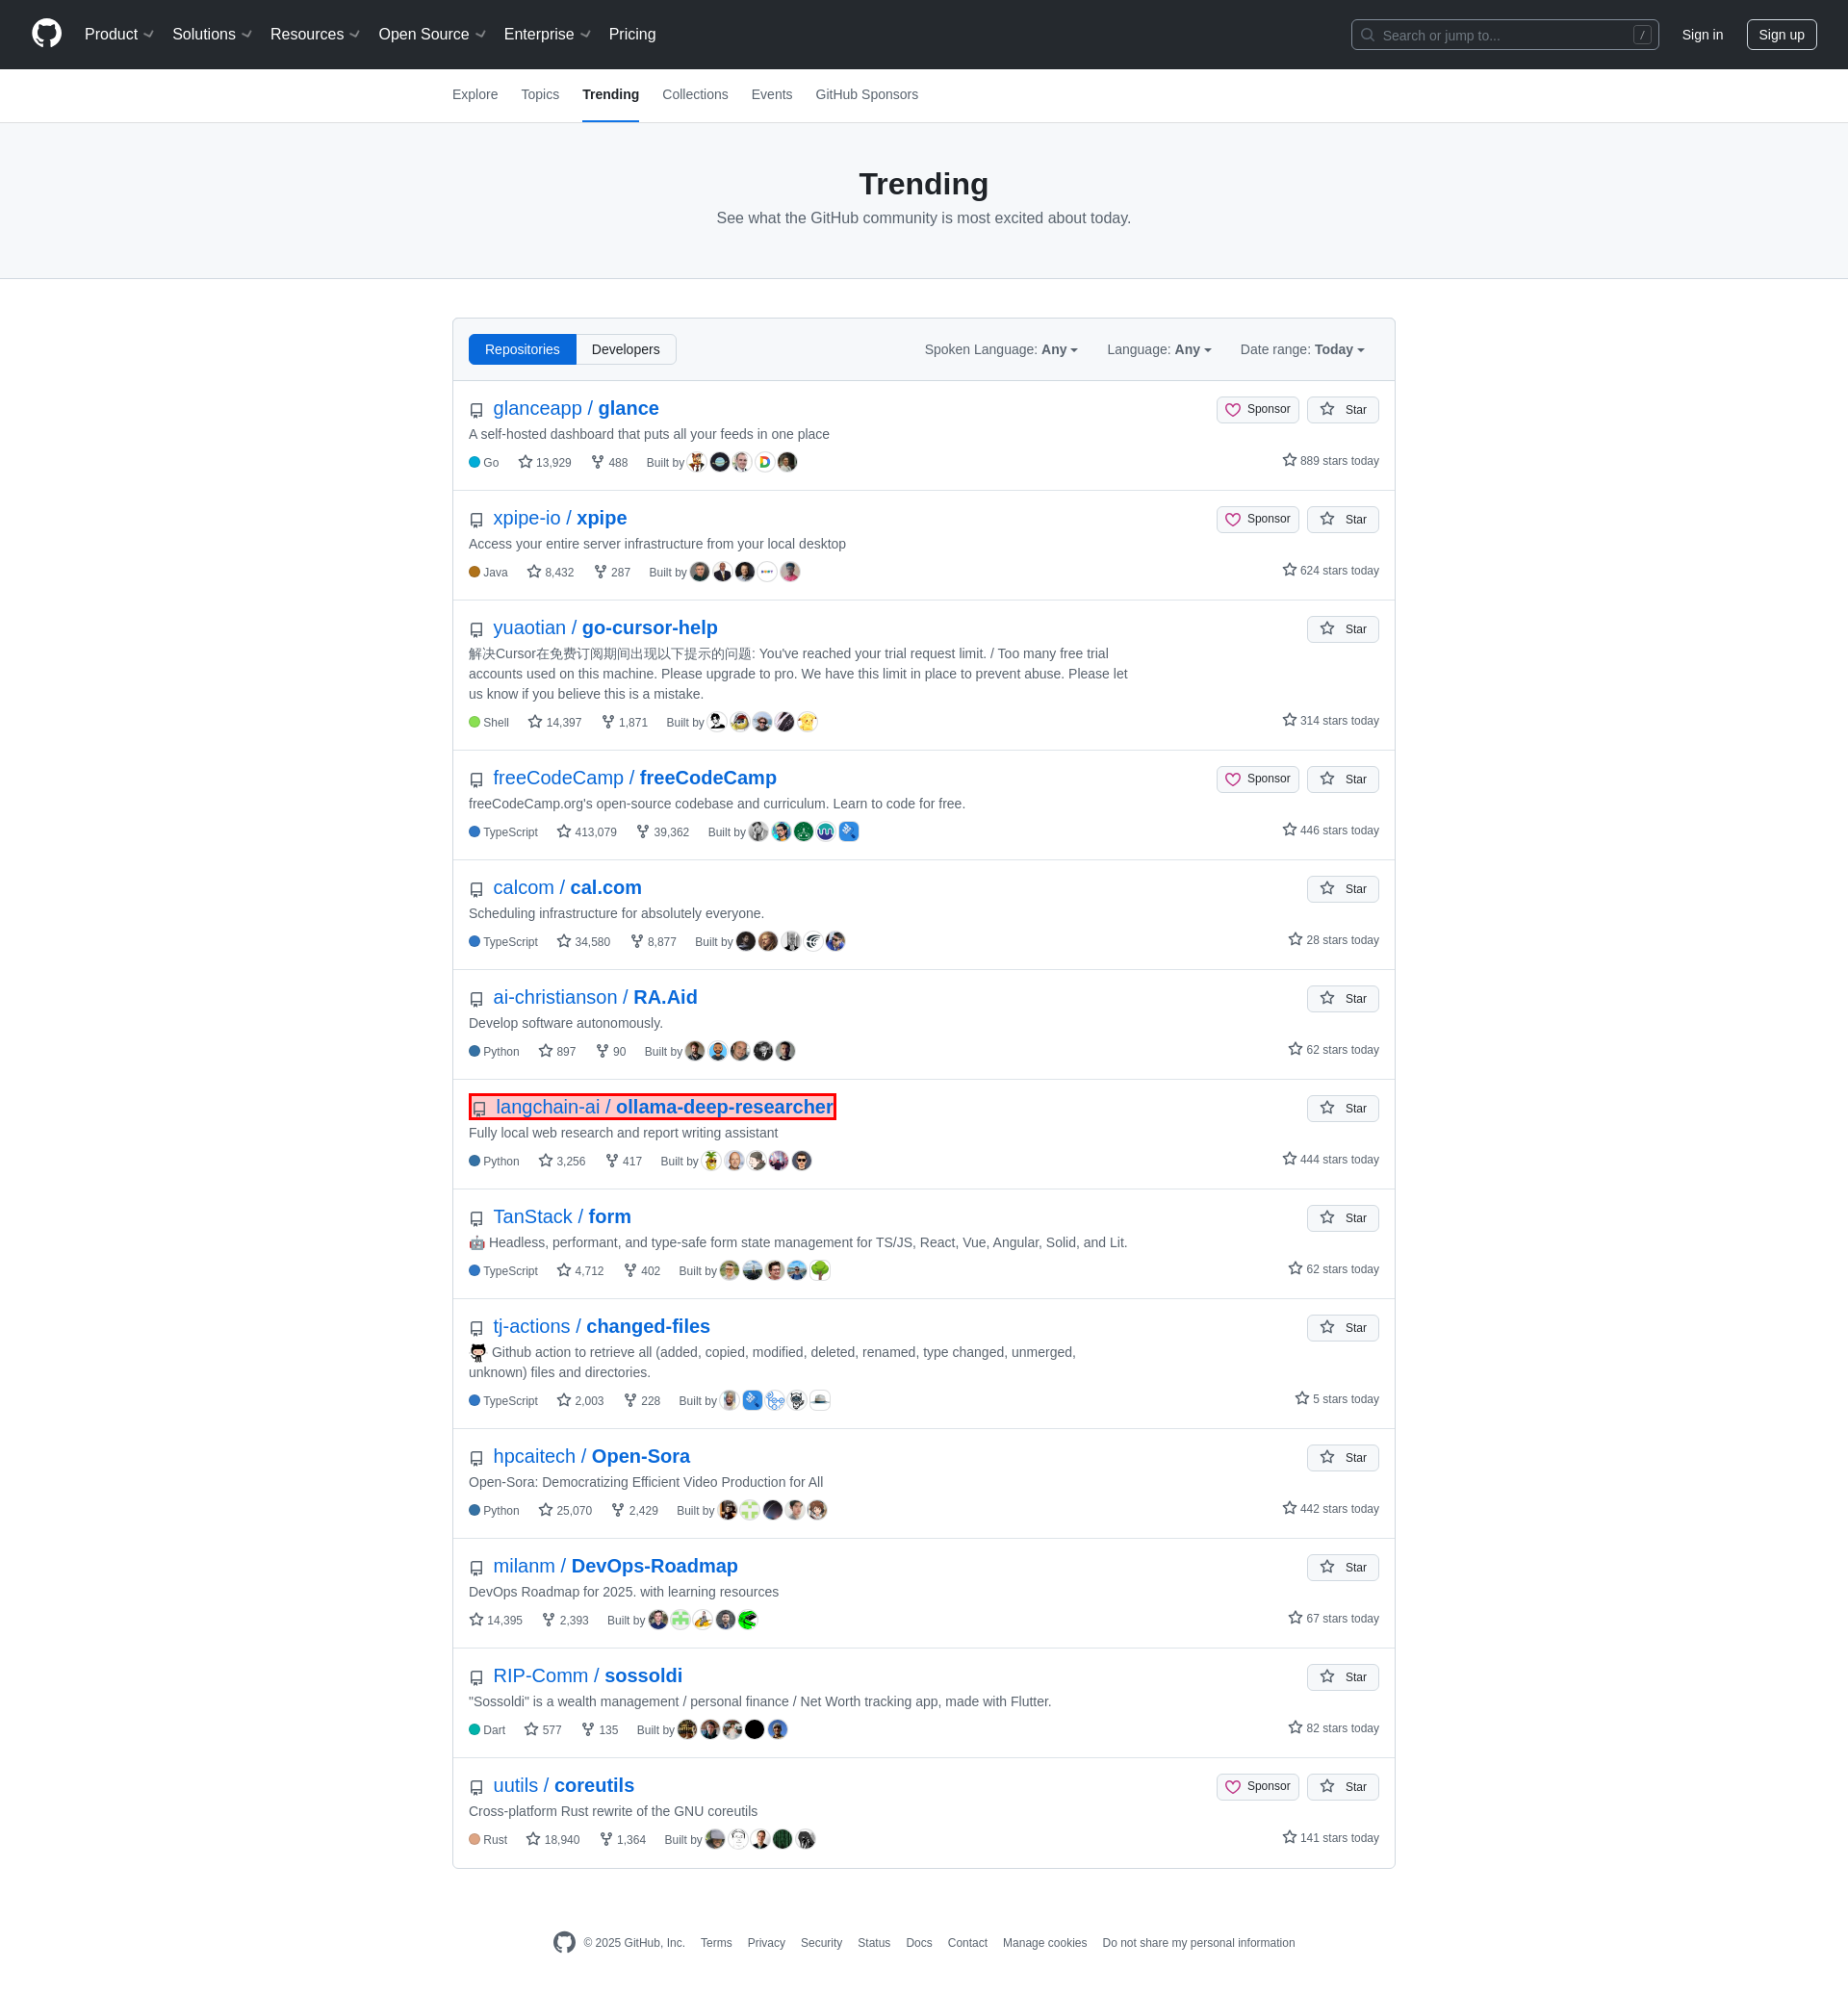 Product Solutions Resources Open Source Enterprise Pricing Search or jump to... / Sign in Sign up
Explore Topics Trending Collections Events GitHub Sponsors
Trending
See what the GitHub community is most excited about today.
Repositories Developers Spoken Language: Any Language: Any Date range: Today
glanceapp / glance Sponsor Star
A self-hosted dashboard that puts all your feeds in one place
Go 13,929 488 Built by 889 stars today
xpipe-io / xpipe Sponsor Star
Access your entire server infrastructure from your local desktop
Java 8,432 287 Built by 624 stars today
yuaotian / go-cursor-help Star
解决Cursor在免费订阅期间出现以下提示的问题: You've reached your trial request limit. / Too many free trial
accounts used on this machine. Please upgrade to pro. We have this limit in place to prevent abuse. Please let
us know if you believe this is a mistake.
Shell 14,397 1,871 Built by 314 stars today
freeCodeCamp / freeCodeCamp Sponsor Star
freeCodeCamp.org's open-source codebase and curriculum. Learn to code for free.
TypeScript 413,079 39,362 Built by 446 stars today
calcom / cal.com Star
Scheduling infrastructure for absolutely everyone.
TypeScript 34,580 8,877 Built by 28 stars today
ai-christianson / RA.Aid Star
Develop software autonomously.
Python 897 90 Built by 62 stars today
langchain-ai / ollama-deep-researcher Star
Fully local web research and report writing assistant
Python 3,256 417 Built by 444 stars today
TanStack / form Star
🤖 Headless, performant, and type-safe form state management for TS/JS, React, Vue, Angular, Solid, and Lit.
TypeScript 4,712 402 Built by 62 stars today
tj-actions / changed-files Star
Github action to retrieve all (added, copied, modified, deleted, renamed, type changed, unmerged,
unknown) files and directories.
TypeScript 2,003 228 Built by 5 stars today
hpcaitech / Open-Sora Star
Open-Sora: Democratizing Efficient Video Production for All
Python 25,070 2,429 Built by 442 stars today
milanm / DevOps-Roadmap Star
DevOps Roadmap for 2025. with learning resources
14,395 2,393 Built by 67 stars today
RIP-Comm / sossoldi Star
"Sossoldi" is a wealth management / personal finance / Net Worth tracking app, made with Flutter.
Dart 577 135 Built by 82 stars today
uutils / coreutils Sponsor Star
Cross-platform Rust rewrite of the GNU coreutils
Rust 18,940 1,364 Built by 141 stars today
© 2025 GitHub, Inc. Terms Privacy Security Status Docs Contact Manage cookies Do not share my personal information